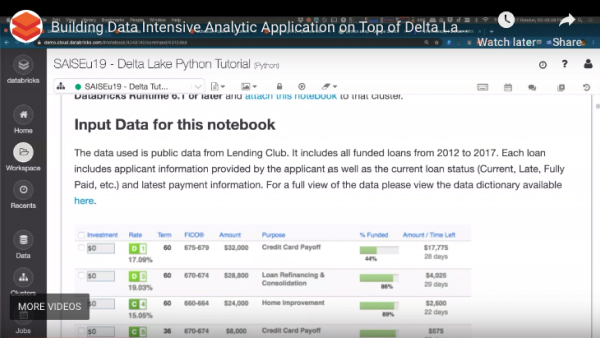 Building Data Intensive Analytic Application on Top of Delta La...
Watch later
Share
demo.cloud.databricks.com
SAISEu19 - Delta Lake Python Tutorial (Python)
databricks
SAISEu19 - Delta Tut...
Databricks Runtime 6.1 or later and attach this notebook to that cluster.
Home
Input Data for this notebook
Workspace
The data used is public data from Lending Club. It includes all funded loans from 2012 to 2017. Each loan
includes applicant information provided by the applicant as well as the current loan status (Current, Late, Fully
Paid, etc.) and latest payment information. For a full view of the data please view the data dictionary available
here.
Recents
Data
Clusters
Jobs
MORE VIDEOS
Investment Rate Term FICO® Amount Purpose % Funded Amount / Time Left
$0 D 1 60 675-679 $32,000 Credit Card Payoff $17,775
17.09% 44% 28 days
$0 D 60 670-674 $28,800 Loan Refinancing & $4,025
19.03% Consolidation 86% 29 days
$0 C 4 60 660-664 $24,000 Home Improvement $2,600
15.05% 89% 22 days
$0 C 36 670-674 $8,000 Credit Card Payoff $875